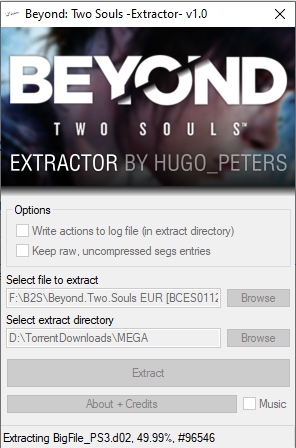 Beyond: Two Souls -Extractor- v1.0
BEYOND
TWO SOULS™
EXTRACTOR BY HUGO_PETERS
Options
Write actions to log file (in extract directory)
Keep raw, uncompressed segs entries
Select file to extract
F:\B2S\Beyond.Two.Souls EUR [BCES0112
Browse
Select extract directory
D:\TorrentDownloads\MEGA
Browse
Extract
About + Credits
Music
Extracting BigFile_PS3.d02, 49.99%, #96546